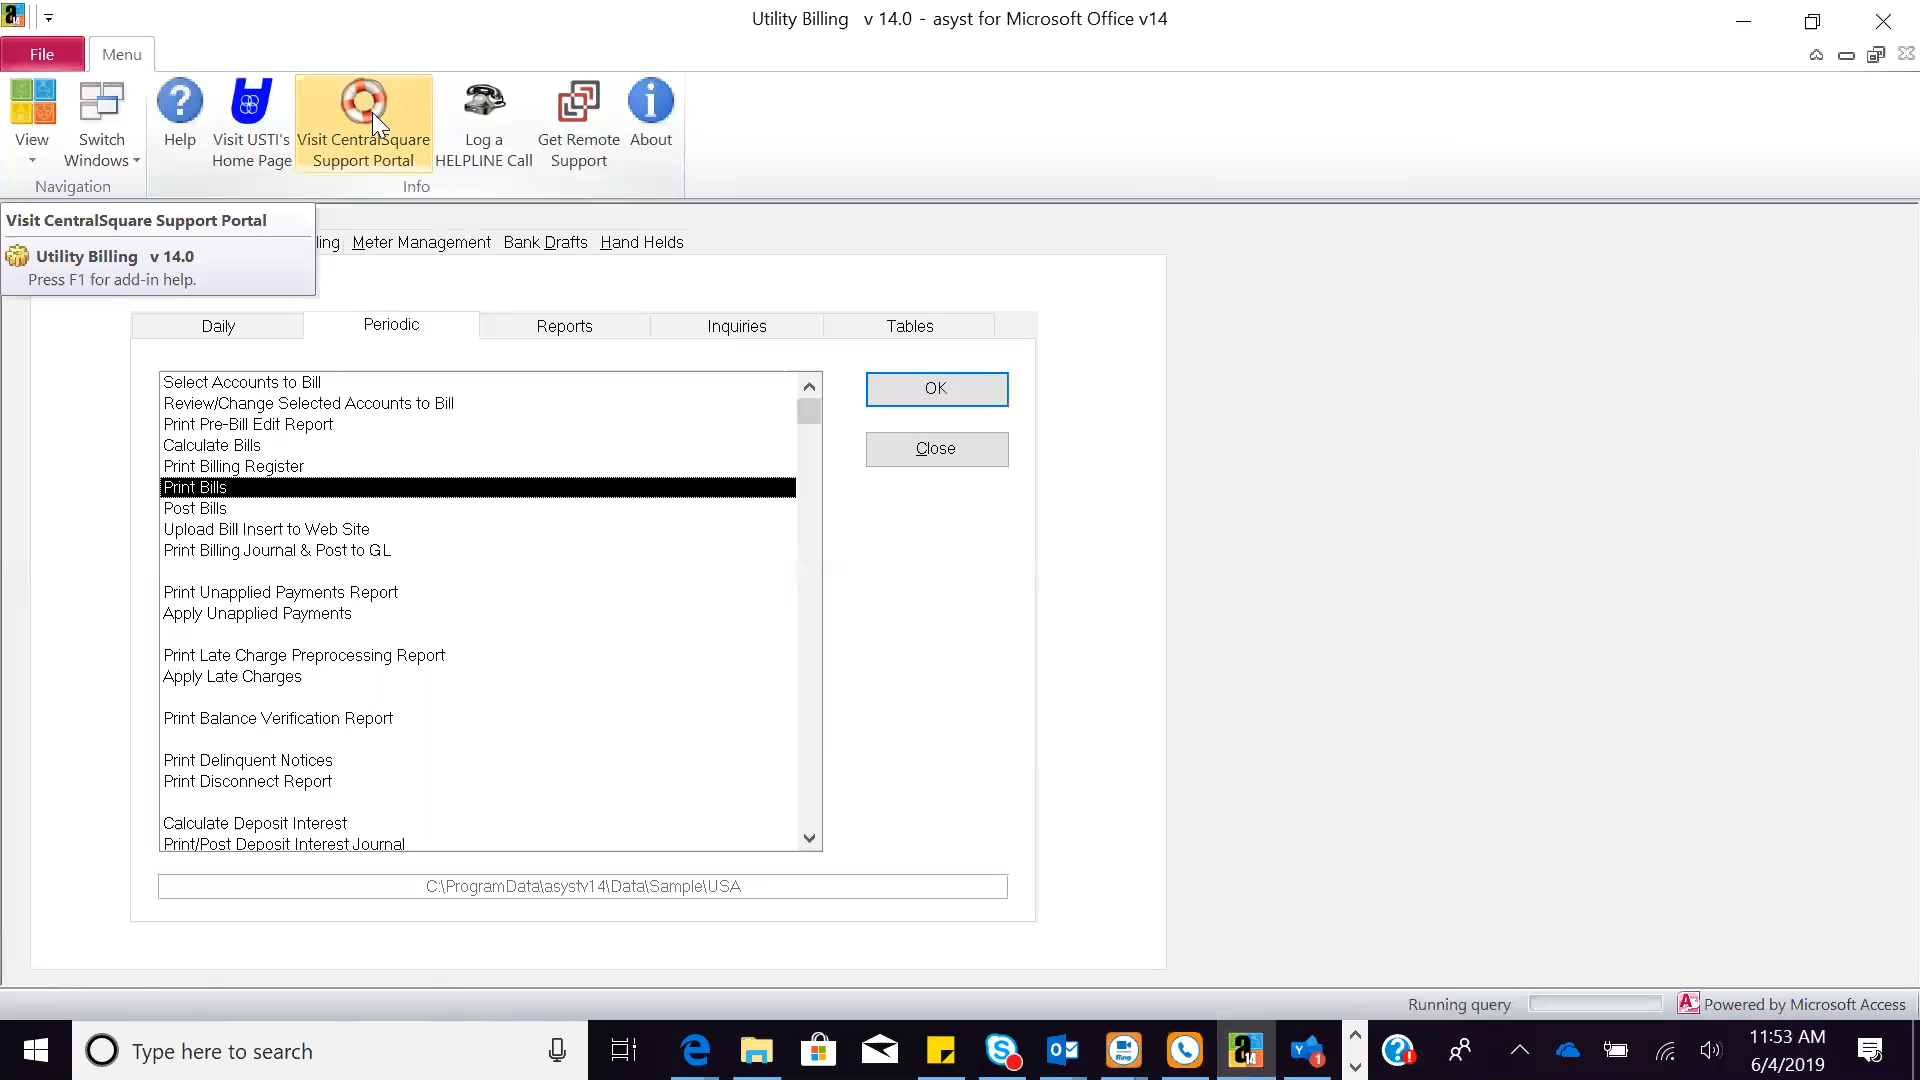 Utility Billing v 14.0 - asyst for Microsoft Office v14
File
Menu
View
Switch Windows
Help
Visit USTI's Home Page
Visit CentralSquare Support Portal
Log a HELPLINE Call
Get Remote Support
About
Navigation
Info
Visit CentralSquare Support Portal
Utility Billing v 14.0
Press F1 for add-in help.
ling Meter Management Bank Drafts Hand Helds
Daily
Periodic
Reports
Inquiries
Tables
Select Accounts to Bill
Review/Change Selected Accounts to Bill
Print Pre-Bill Edit Report
Calculate Bills
Print Billing Register
Print Bills
Post Bills
Upload Bill Insert to Web Site
Print Billing Journal & Post to GL
Print Unapplied Payments Report
Apply Unapplied Payments
Print Late Charge Preprocessing Report
Apply Late Charges
Print Balance Verification Report
Print Delinquent Notices
Print Disconnect Report
Calculate Deposit Interest
Print/Post Deposit Interest Journal
OK
Close
C:\ProgramData\asystv14\Data\Sample\USA
Running query
Powered by Microsoft Access
Type here to search
11:53 AM
6/4/2019